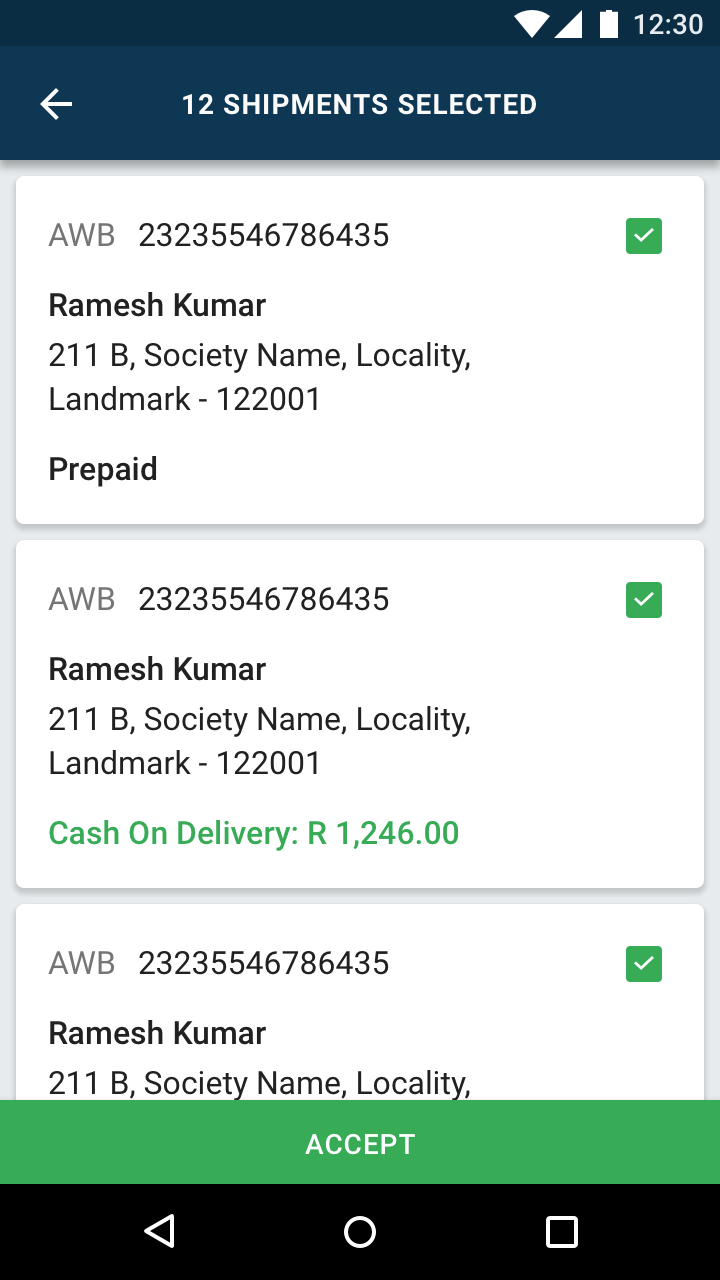 12:30
12 SHIPMENTS SELECTED
AWB 23235546786435
Ramesh Kumar
211 B, Society Name, Locality,
Landmark - 122001
Prepaid
AWB 23235546786435
Ramesh Kumar
211 B, Society Name, Locality,
Landmark - 122001
Cash On Delivery: R 1,246.00
AWB 23235546786435
Ramesh Kumar
211 B, Society Name, Locality,
ACCEPT